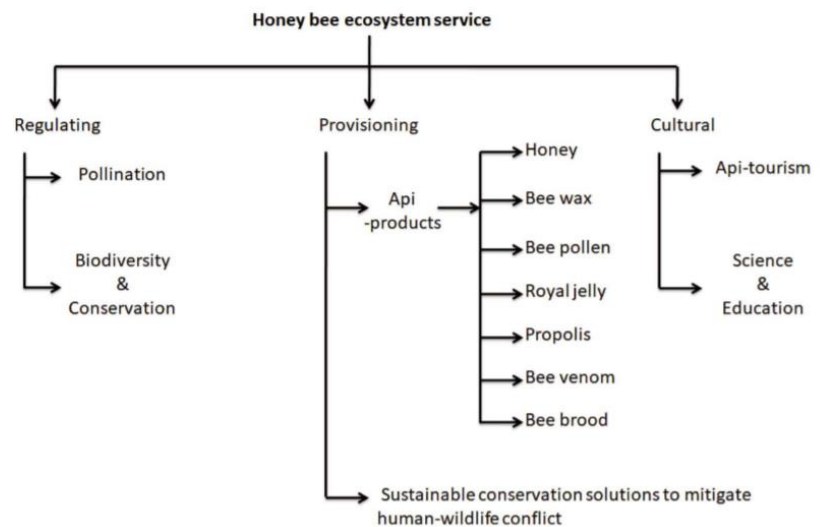 Honey bee ecosystem service
Regulating
Pollination
Biodiversity
&
Conservation
Provisioning
Api
-products
Honey
Bee wax
Bee pollen
Royal jelly
Propolis
Bee venom
Bee brood
Sustainable conservation solutions to mitigate
human-wildlife conflict
Cultural
Api-tourism
Science
&
Education